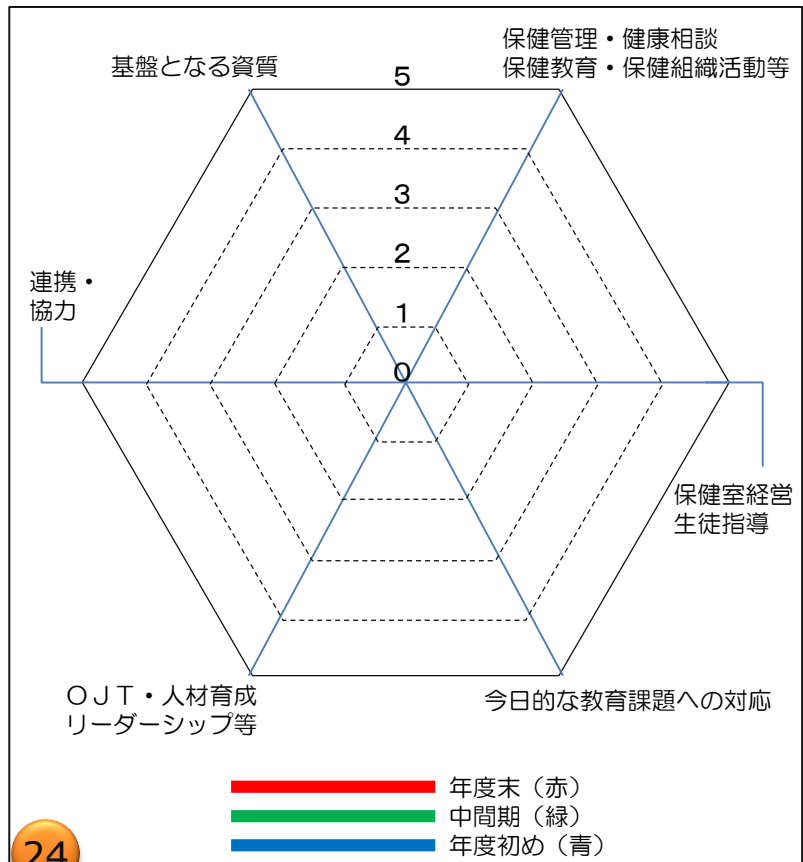 保健管理・健康相談
基盤となる資質 保健教育・保健組織活動等
5
4
3
2
連携・
協力
1
0
保健室経営
生徒指導
ＯＪＴ・人材育成 今日的な教育課題への対応
リーダーシップ等
年度末（赤）
中間期（緑）
年度初め（青）
24